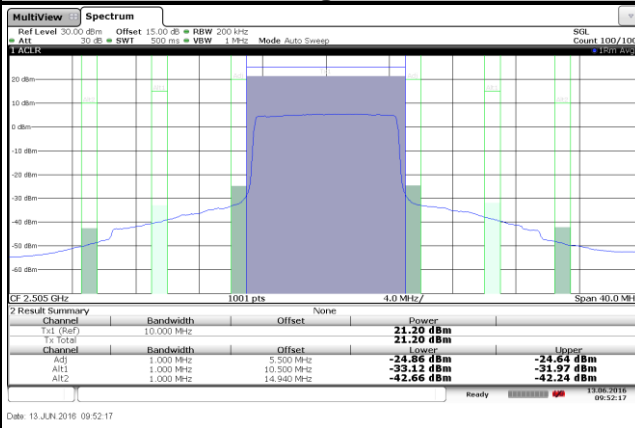 MultiView Spectrum
Ref Level 30.00 dBm Offset 15.00 dB RBW 200 kHz SGL
Att 30 dB SWT 500 ms VBW 1 MHz Mode Auto Sweep Count 100/100
1 ACLR 1Rm Avg
20 dBm
10 dBm
0 dBm
-10 dBm
-20 dBm
-30 dBm
-40 dBm
-50 dBm
-60 dBm
CF 2.505 GHz 1001 pts 4.0 MHz/ Span 40.0 MH
2 Result Summary None
Channel Bandwidth Offset Power
Tx1 (Ref) 10.000 MHz 21.20 dBm
Tx Total 21.20 dBm
Channel Bandwidth Offset Lower Upper
Adj 1.000 MHz 5.500 MHz -24.86 dBm -24.64 dBm
Alt1 1.000 MHz 10.500 MHz -33.12 dBm -31.97 dBm
Alt2 1.000 MHz 14.940 MHz -42.66 dBm -42.24 dBm
Ready 13.06.2016
09:52:17
Date: 13.JUN.2016 09:52:17